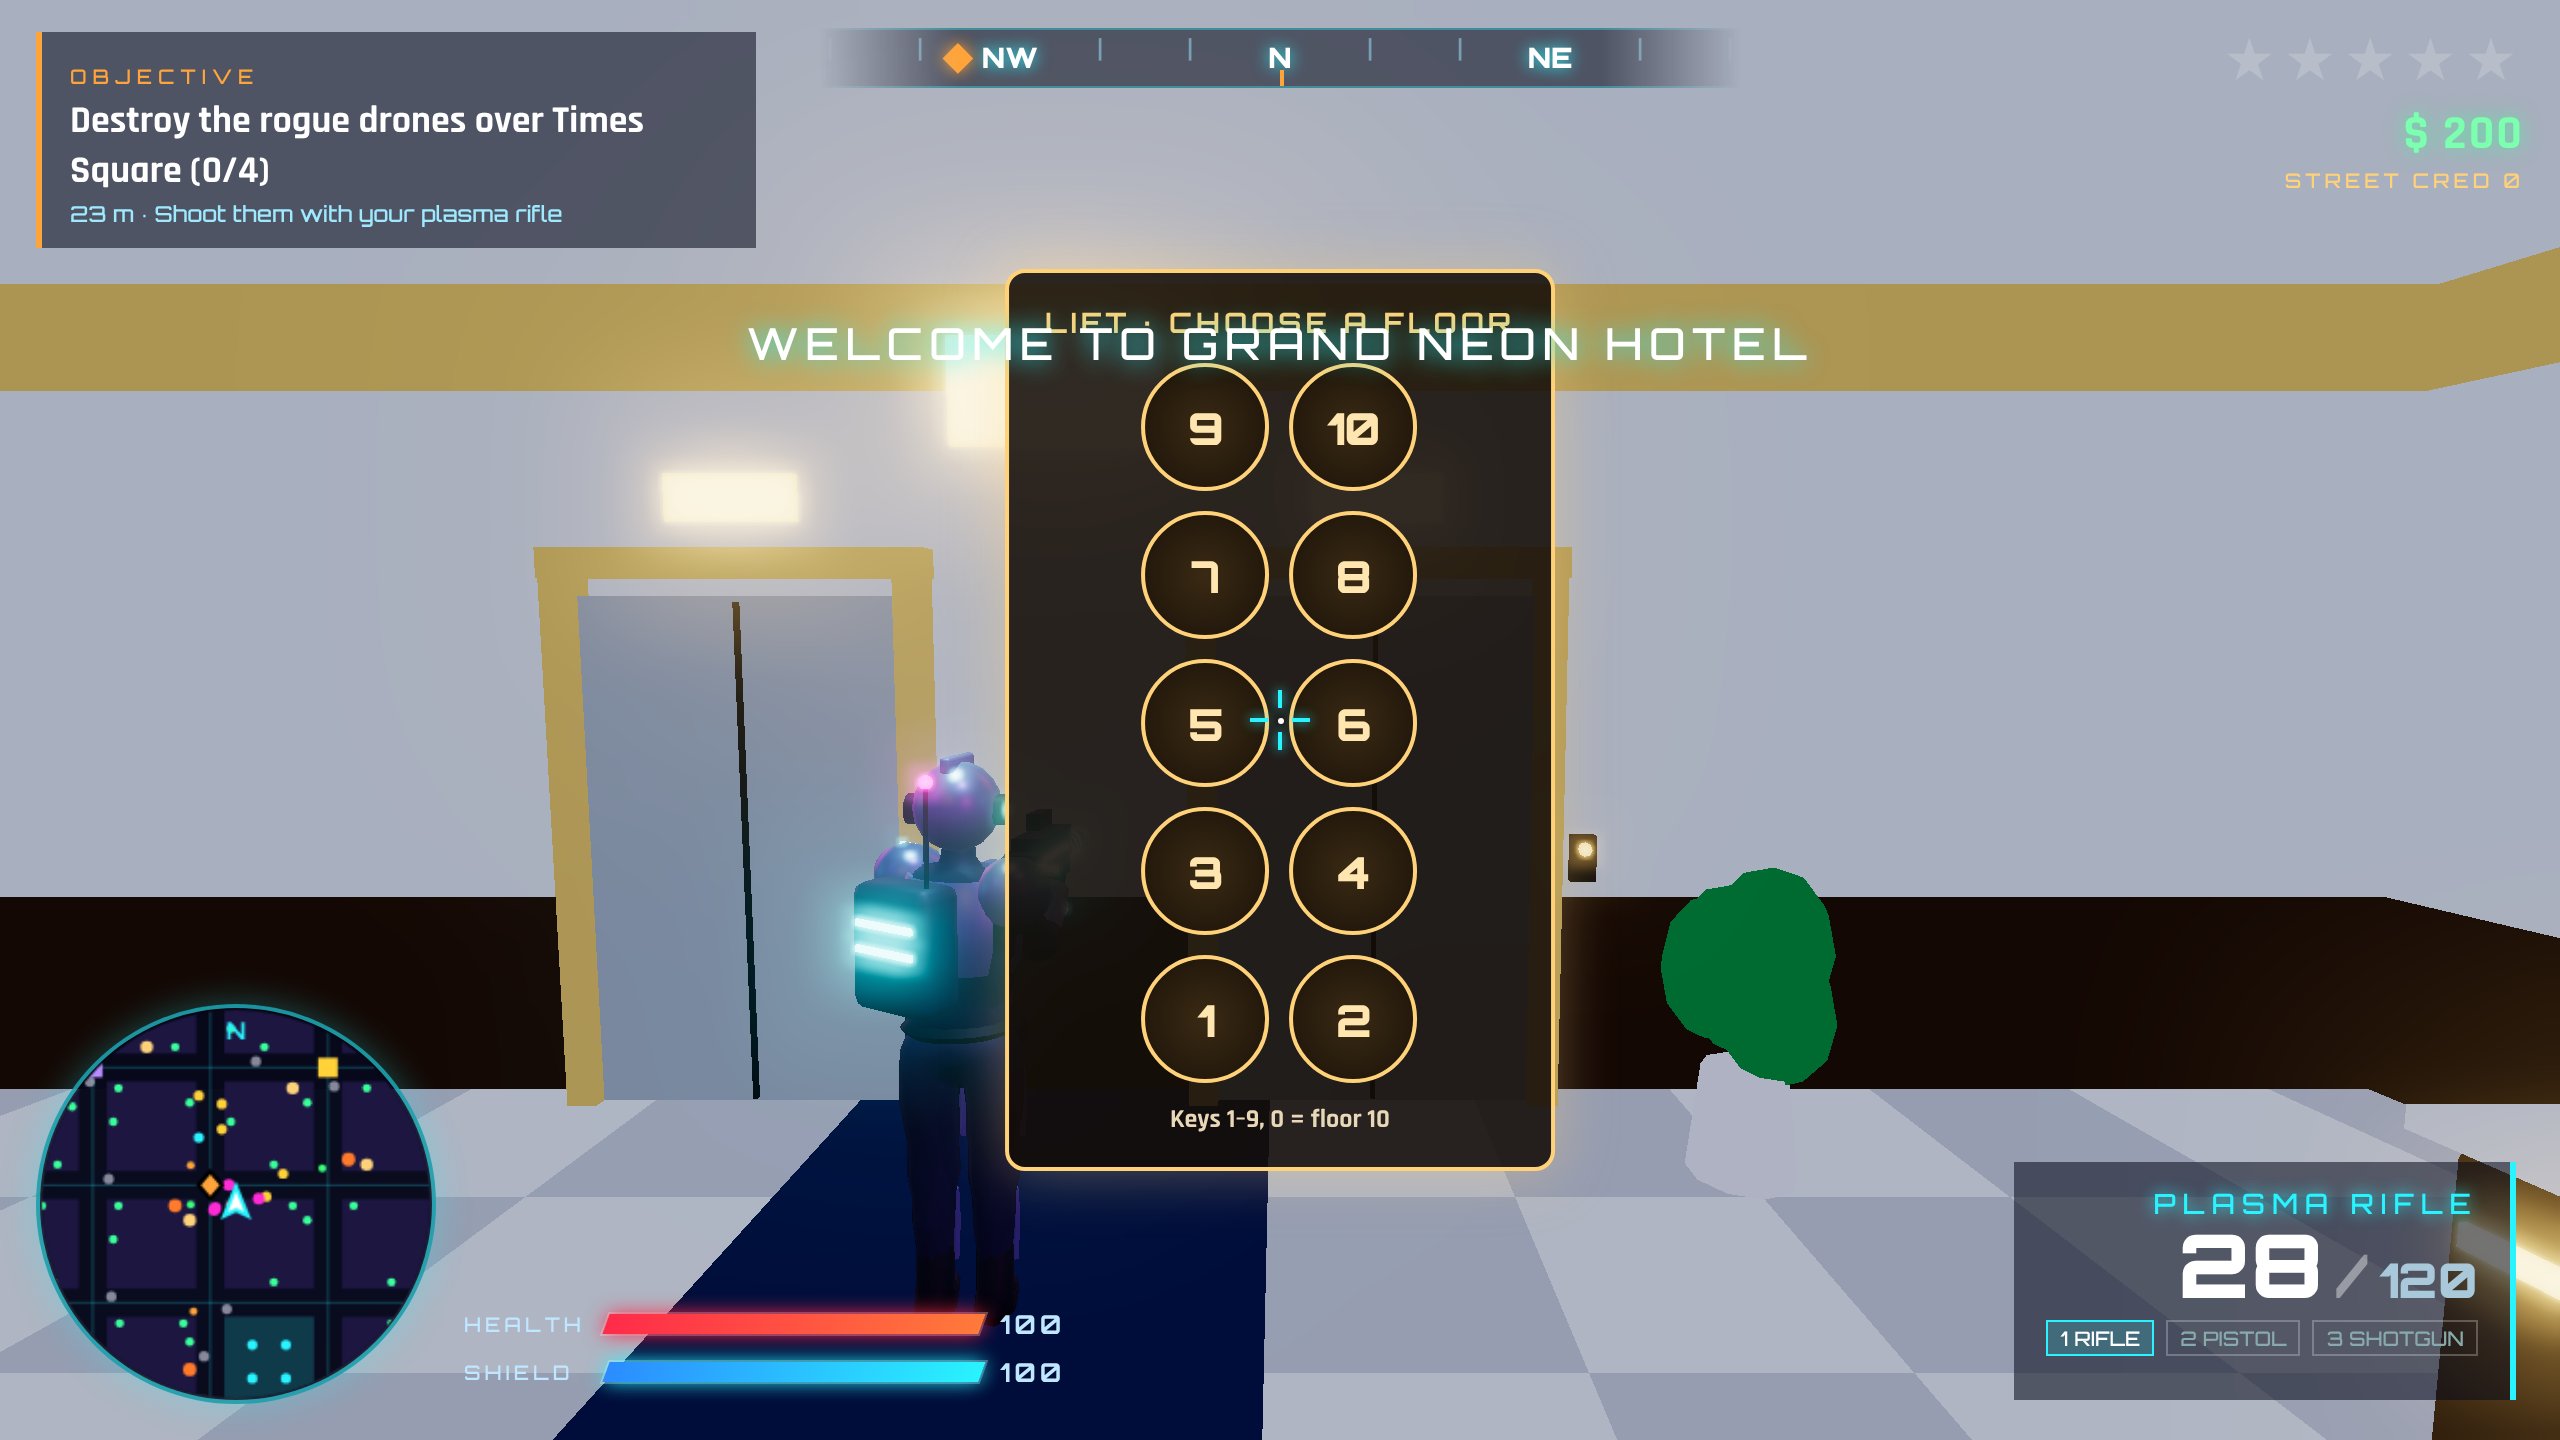 OBJECTIVE
Destroy the rogue drones over Times
Square (0/4)
23 m · Shoot them with your plasma rifle
NW
N
NE
$ 200
STREET CRED 0
LIFT · CHOOSE A FLOOR
WELCOME TO GRAND NEON HOTEL
9 10
7 8
5 6
3 4
1 2
Keys 1-9, 0 = floor 10
N
HEALTH 100
SHIELD 100
PLASMA RIFLE
28 / 120
1 RIFLE 2 PISTOL 3 SHOTGUN